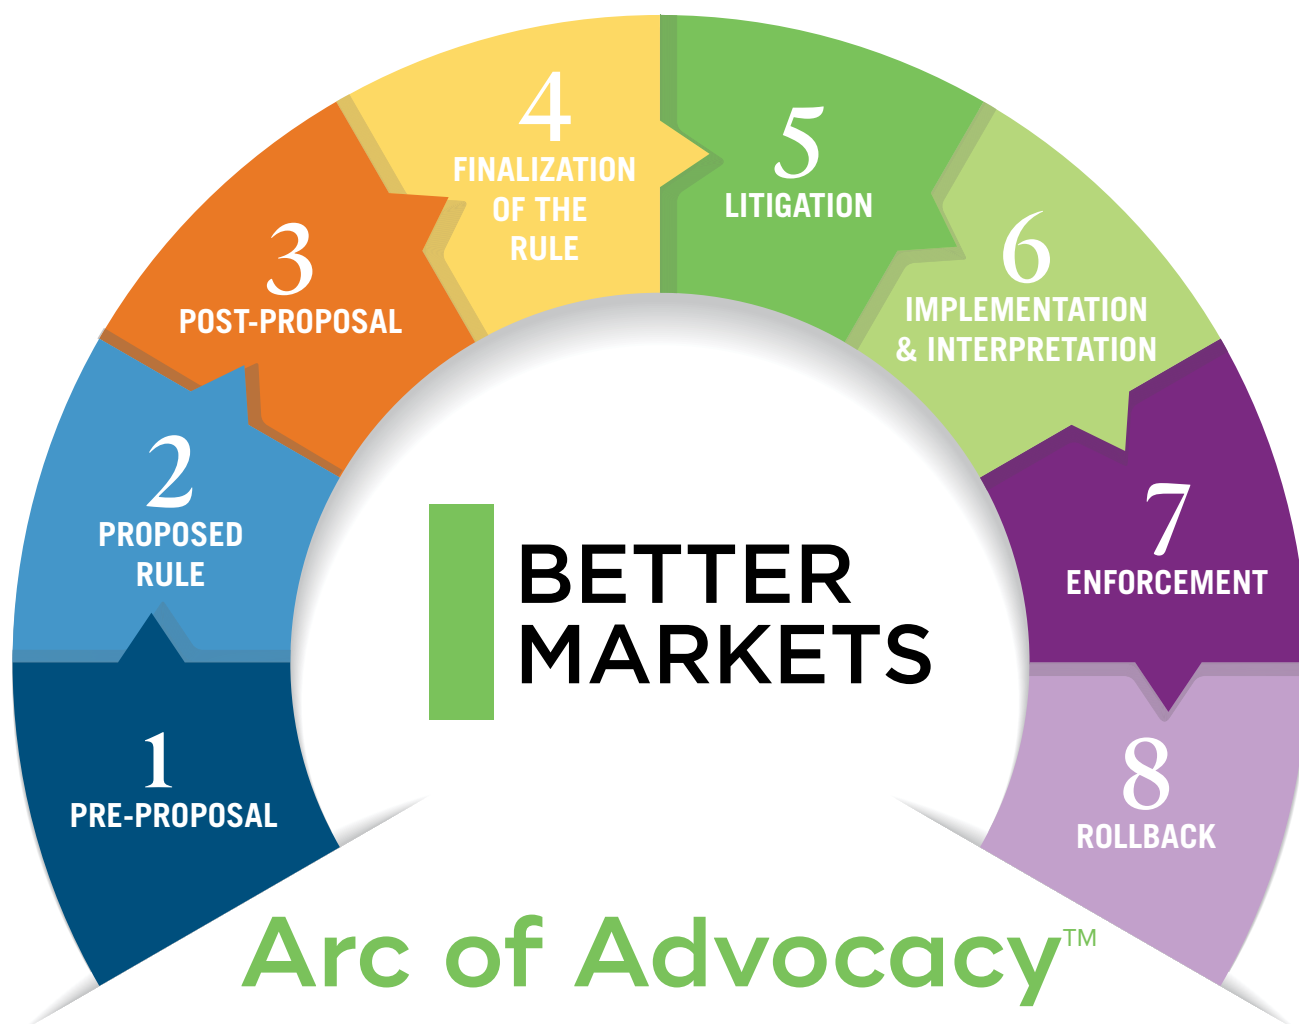 1
PRE-PROPOSAL
2
PROPOSED
RULE
3
POST-PROPOSAL
4
FINALIZATION
OF THE
RULE
5
LITIGATION
6
IMPLEMENTATION
& INTERPRETATION
7
ENFORCEMENT
8
ROLLBACK
BETTER
MARKETS
Arc of Advocacy™